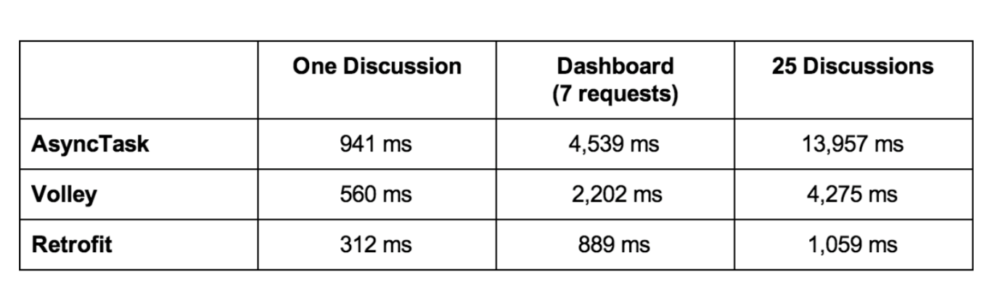 One Discussion Dashboard (7 requests) 25 Discussions
AsyncTask 941 ms 4,539 ms 13,957 ms
Volley 560 ms 2,202 ms 4,275 ms
Retrofit 312 ms 889 ms 1,059 ms